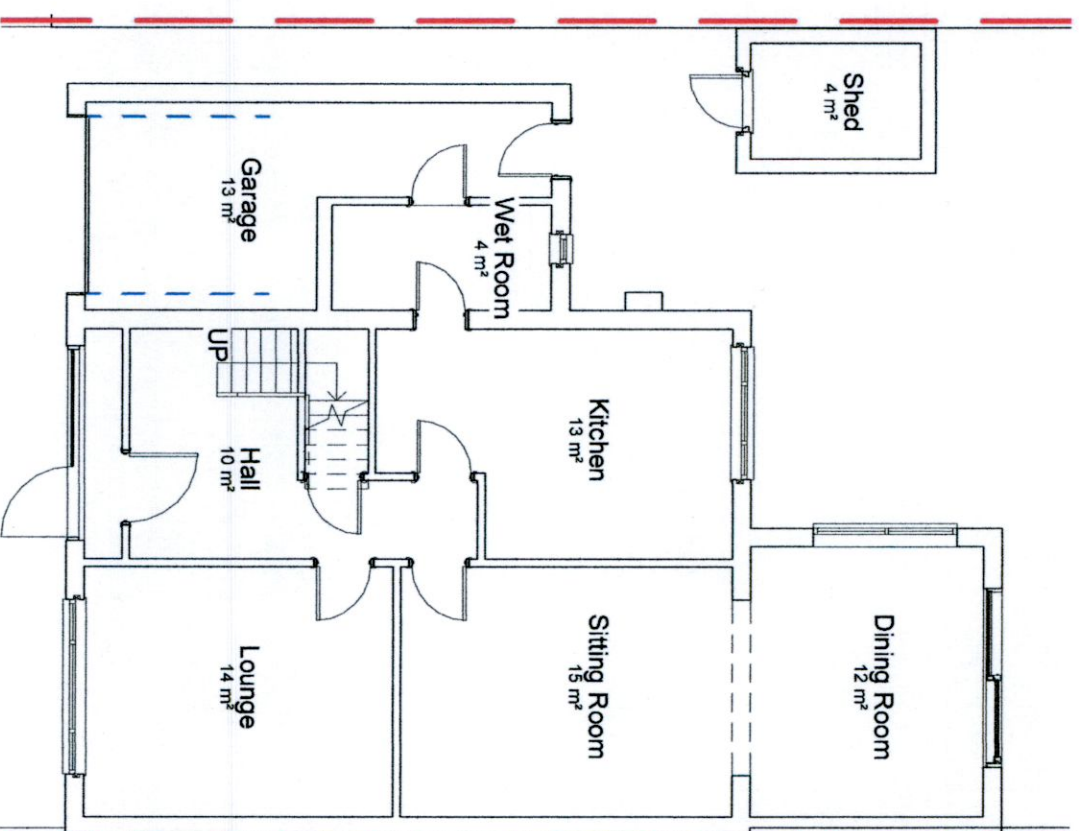 Shed
4 m²
Garage
13 m²
Wet Room
4 m²
UP
Kitchen
13 m²
Hall
10 m²
Dining Room
12 m²
Sitting Room
15 m²
Lounge
14 m²